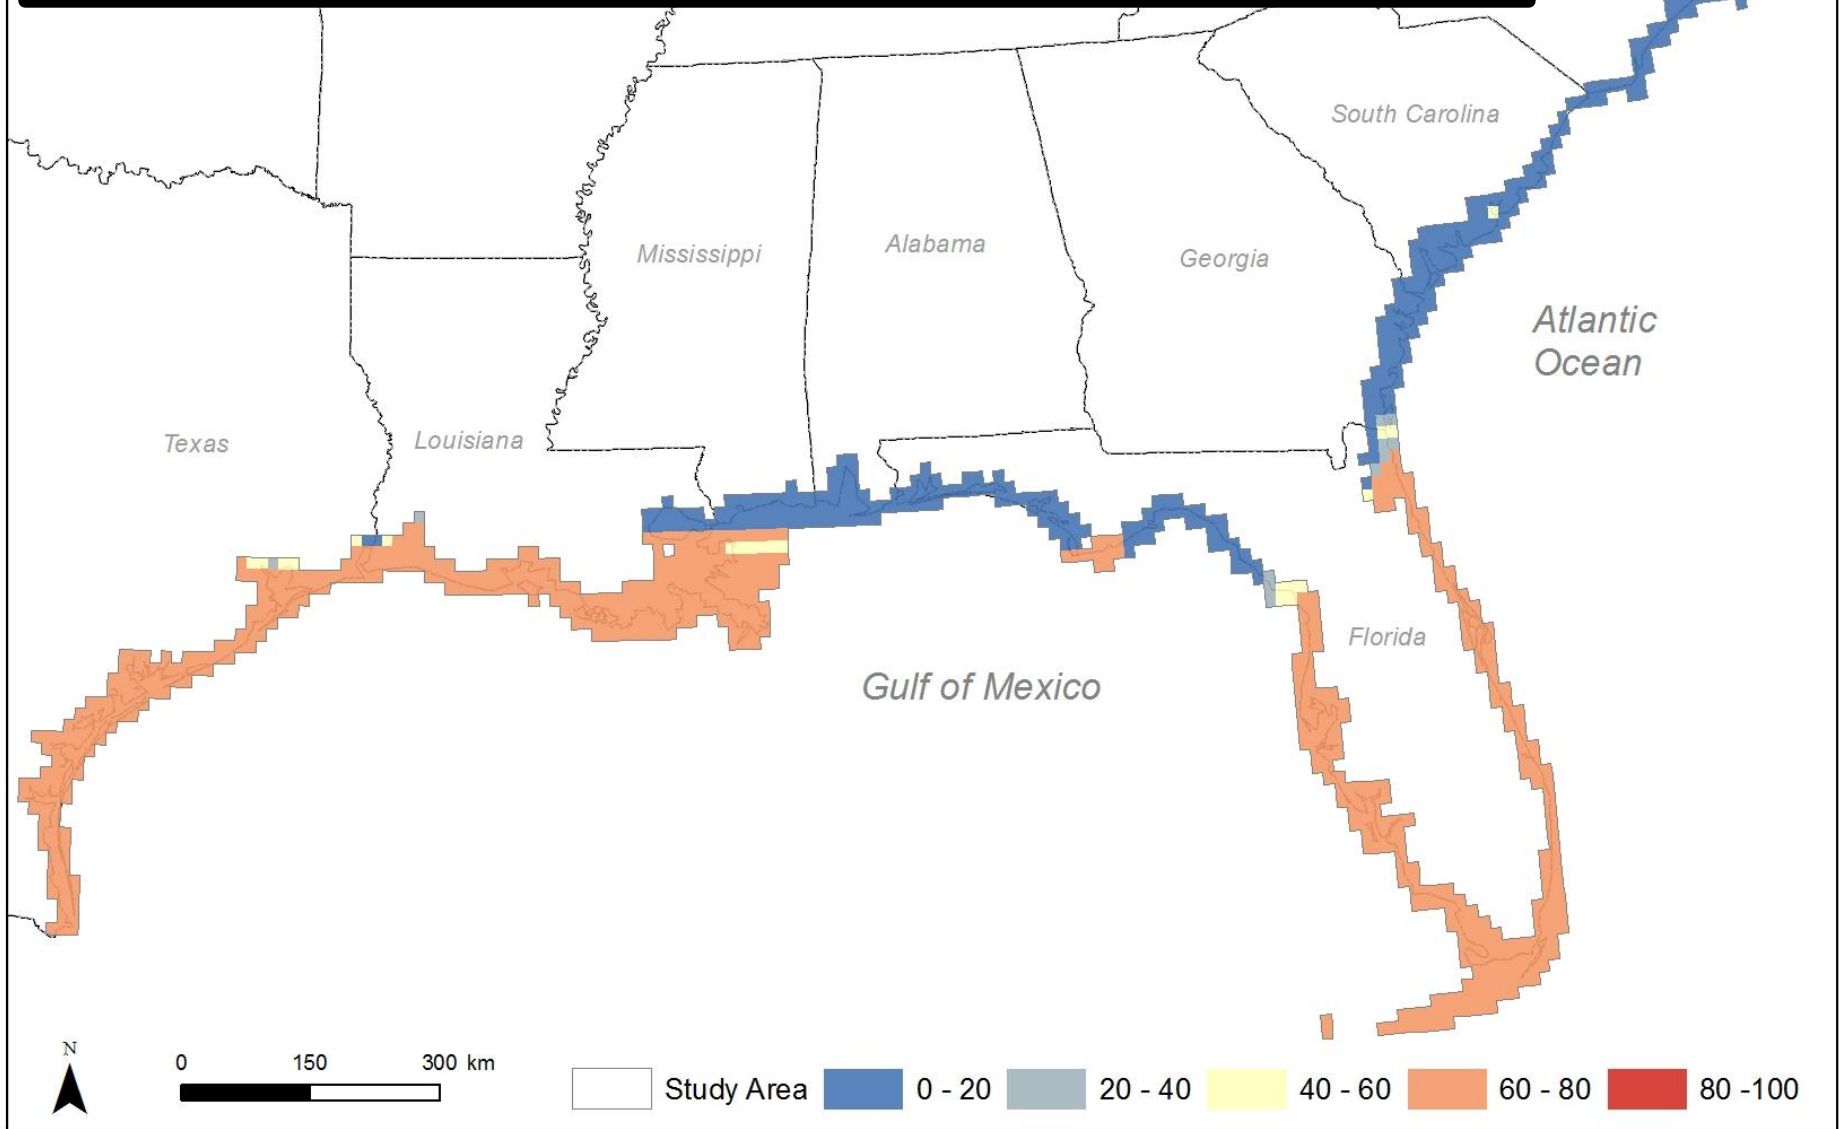 South Carolina
Mississippi
Alabama
Georgia
Atlantic
Ocean
Texas
Louisiana
Florida
Gulf of Mexico
N
0 150 300 km
Study Area 0 - 20 20 - 40 40 - 60 60 - 80 80 -100